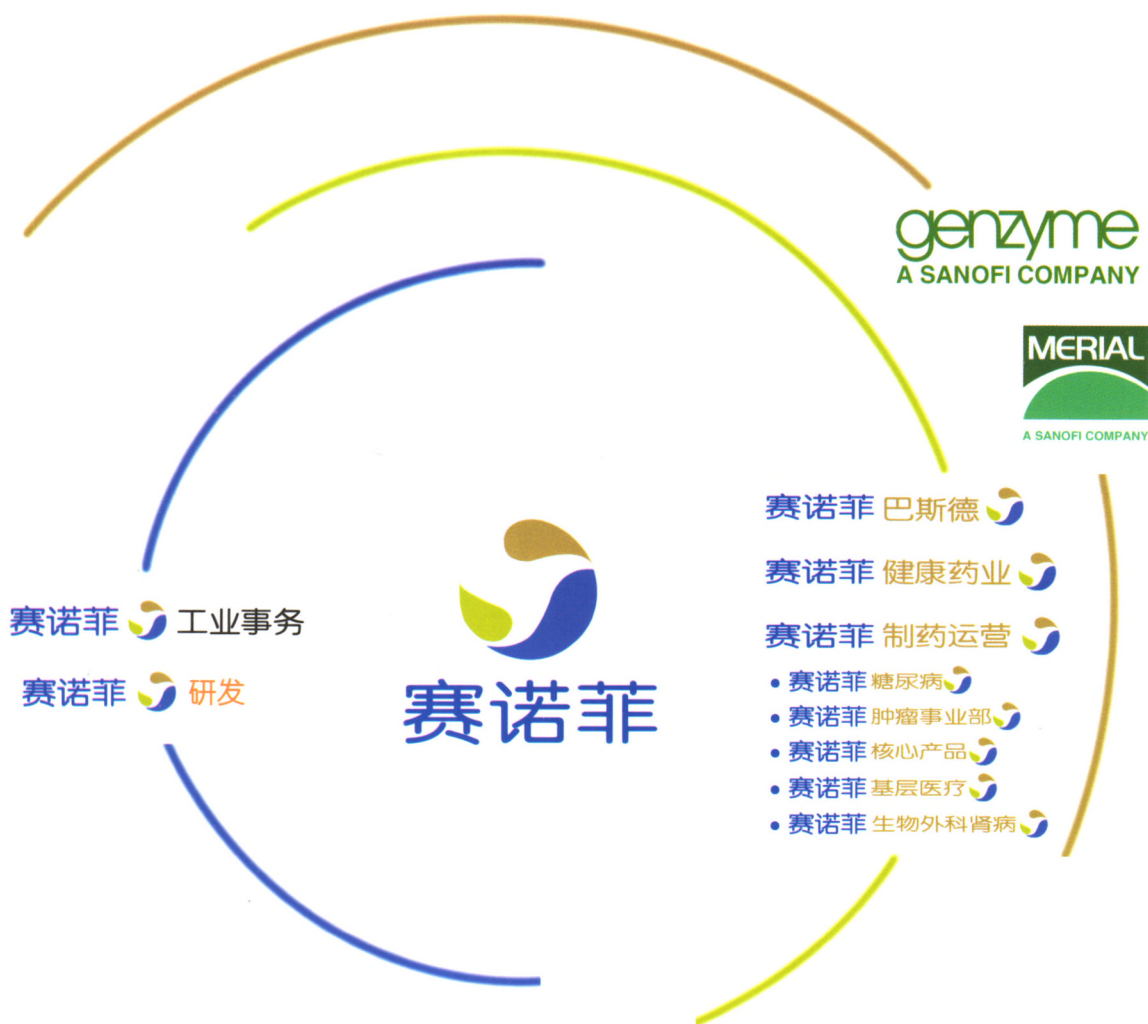 genzyme
A SANOFI COMPANY
MERIAL
A SANOFI COMPANY
赛诺菲 巴斯德
赛诺菲 健康药业
赛诺菲 制药运营
• 赛诺菲 糖尿病
• 赛诺菲 肿瘤事业部
• 赛诺菲 核心产品
• 赛诺菲 基层医疗
• 赛诺菲 生物外科肾病
赛诺菲 工业事务
赛诺菲 研发
赛诺菲